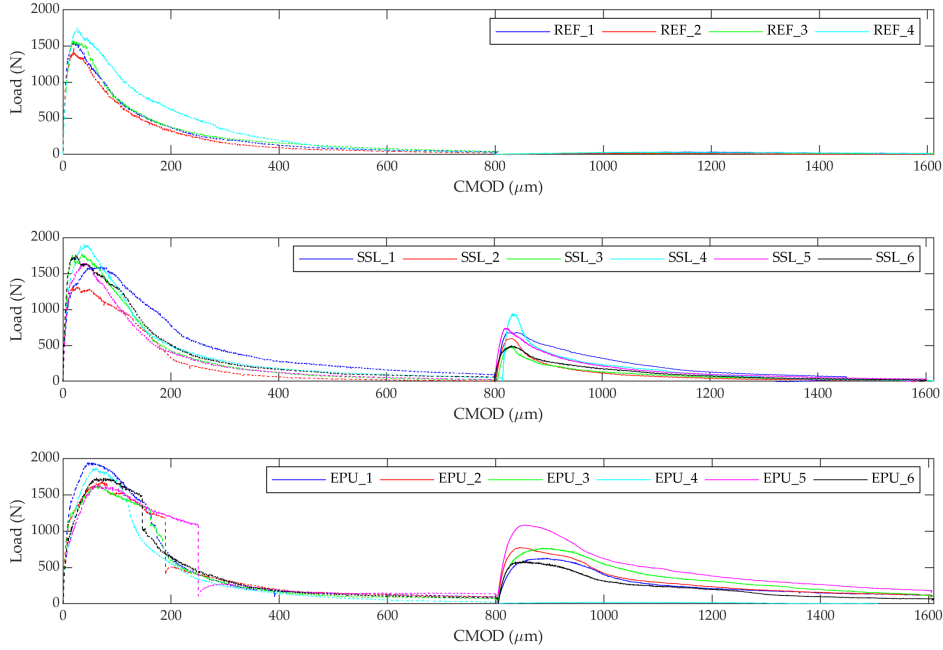 2000
REF_1 REF_2 REF_3 REF_4
1500
1000
500
0
Load (N)
0 200 400 600 800 1000 1200 1400 1600
CMOD (μm)
2000
SSL_1 SSL_2 SSL_3 SSL_4 SSL_5 SSL_6
1500
1000
500
0
Load (N)
0 200 400 600 800 1000 1200 1400 1600
CMOD (μm)
2000
EPU_1 EPU_2 EPU_3 EPU_4 EPU_5 EPU_6
1500
1000
500
0
Load (N)
0 200 400 600 800 1000 1200 1400 1600
CMOD (μm)